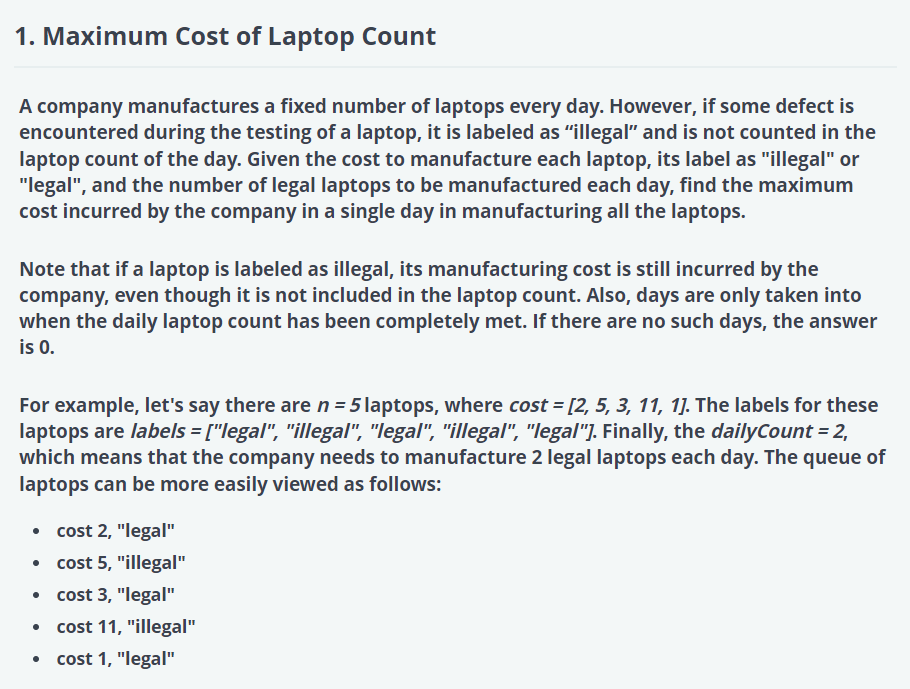 1. Maximum Cost of Laptop Count
A company manufactures a fixed number of laptops every day. However, if some defect is
encountered during the testing of a laptop, it is labeled as “illegal” and is not counted in the
laptop count of the day. Given the cost to manufacture each laptop, its label as "illegal" or
"legal", and the number of legal laptops to be manufactured each day, find the maximum
cost incurred by the company in a single day in manufacturing all the laptops.
Note that if a laptop is labeled as illegal, its manufacturing cost is still incurred by the
company, even though it is not included in the laptop count. Also, days are only taken into
when the daily laptop count has been completely met. If there are no such days, the answer
is 0.
For example, let's say there are n = 5 laptops, where cost = [2, 5, 3, 11, 1]. The labels for these
laptops are labels = ["legal", "illegal", "legal", "illegal", "legal"]. Finally, the dailyCount = 2,
which means that the company needs to manufacture 2 legal laptops each day. The queue of
laptops can be more easily viewed as follows:
• cost 2, "legal"
• cost 5, "illegal"
• cost 3, "legal"
• cost 11, "illegal"
• cost 1, "legal"